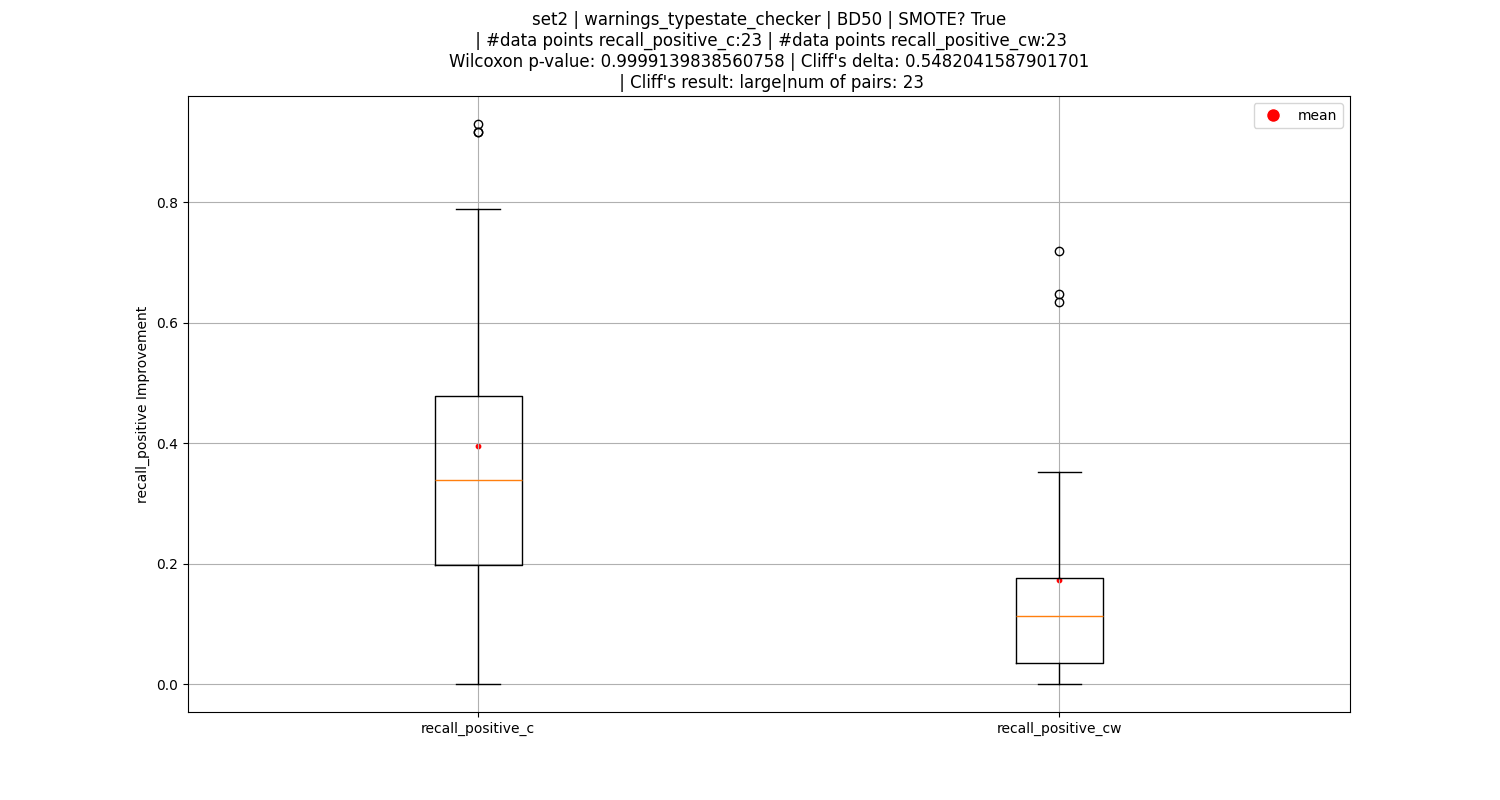 set2 | warnings_typestate_checker | BD50 | SMOTE? True
| #data points recall_positive_c:23 | #data points recall_positive_cw:23
Wilcoxon p-value: 0.9999139838560758 | Cliff's delta: 0.5482041587901701
| Cliff's result: large|num of pairs: 23
mean
0.8
0.6
0.4
0.2
0.0
recall_positive Improvement
recall_positive_c
recall_positive_cw